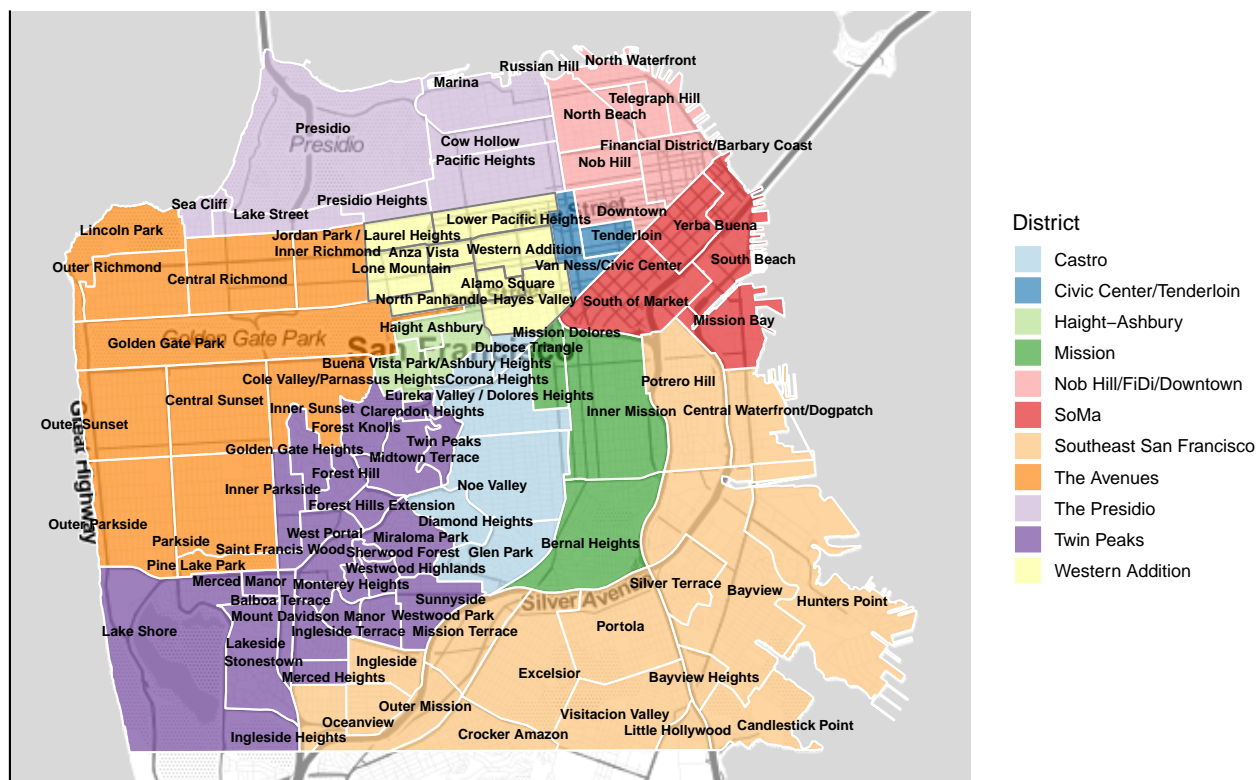 Russian Hill
North Waterfront
Marina
Telegraph Hill
North Beach
Presidio
Presidio
Cow Hollow
Financial District/Barbary Coast
Pacific Heights
Nob Hill
Sea Cliff
Presidio Heights
Lake Street
Downtown
Lower Pacific Heights
Lincoln Park
Yerba Buena
Jordan Park / Laurel Heights
Tenderloin
Inner Richmond
Anza Vista
Western Addition
South Beach
Outer Richmond
Lone Mountain
Van Ness/Civic Center
Central Richmond
Alamo Square
North Panhandle
Hayes Valley
South of Market
Mission Bay
Haight Ashbury
Mission Dolores
Golden Gate Park
Golden Gate Park
San Francisco
Duboce Triangle
Buena Vista Park/Ashbury Heights
Cole Valley/Parnassus Heights
Corona Heights
Potrero Hill
Central Sunset
Eureka Valley / Dolores Heights
Inner Sunset
Clarendon Heights
Inner Mission
Central Waterfront/Dogpatch
Outer Sunset
Great Highway
Forest Knolls
Golden Gate Heights
Twin Peaks
Midtown Terrace
Forest Hill
Inner Parkside
Noe Valley
Forest Hills Extension
Outer Parkside
Diamond Heights
West Portal
Miraloma Park
Parkside
Saint Francis Wood
Sherwood Forest
Glen Park
Bernal Heights
Pine Lake Park
Westwood Highlands
Merced Manor
Monterey Heights
Silver Terrace
Bayview
Balboa Terrace
Sunnyside
Silver Avenue
Hunters Point
Mount Davidson Manor
Westwood Park
Lake Shore
Ingleside Terrace
Mission Terrace
Portola
Lakeside
Stonestown
Ingleside
Merced Heights
Excelsior
Bayview Heights
Outer Mission
Oceanview
Visitacion Valley
Candlestick Point
Ingleside Heights
Crocker Amazon
Little Hollywood
District
Castro
Civic Center/Tenderloin
Haight−Ashbury
Mission
Nob Hill/FiDi/Downtown
SoMa
Southeast San Francisco
The Avenues
The Presidio
Twin Peaks
Western Addition